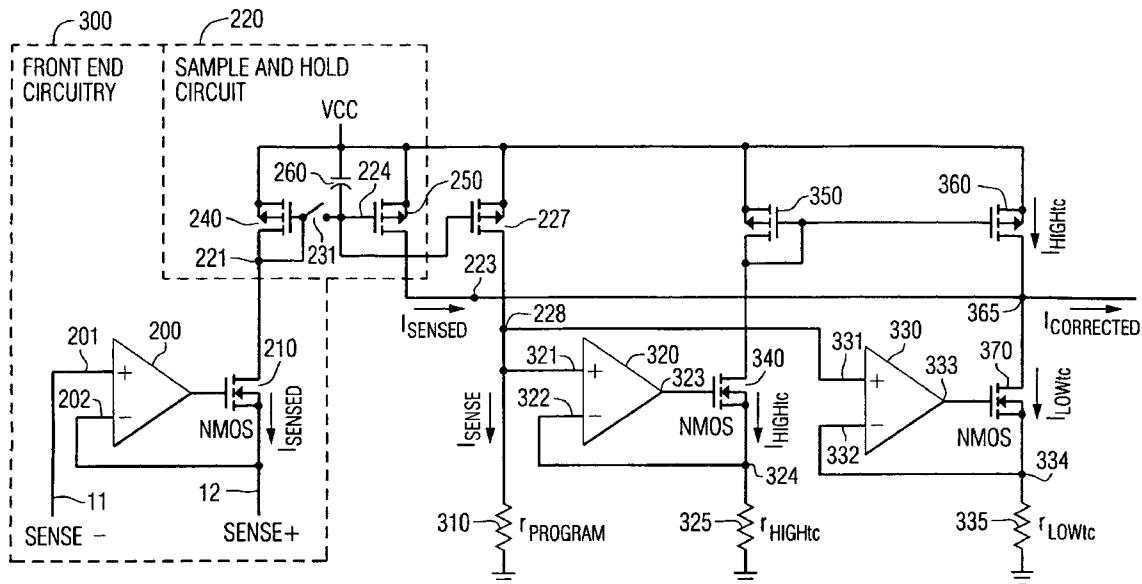 300
220
FRONT END
CIRCUITRY
SAMPLE AND HOLD
CIRCUIT
VCC
260
224
250
240
221
231
227
350
360
I_HIGHtc
223
I_SENSED
228
365
I_CORRECTED
201
200
210
202
NMOS
I_SENSED
321
320
322
323
340
NMOS
I_SENSE
I_HIGHtc
324
331
330
332
333
370
NMOS
I_LOWtc
334
11
12
SENSE -
SENSE+
310
r_PROGRAM
325
r_HIGHtc
335
r_LOWtc
+
−
+
−
+
−